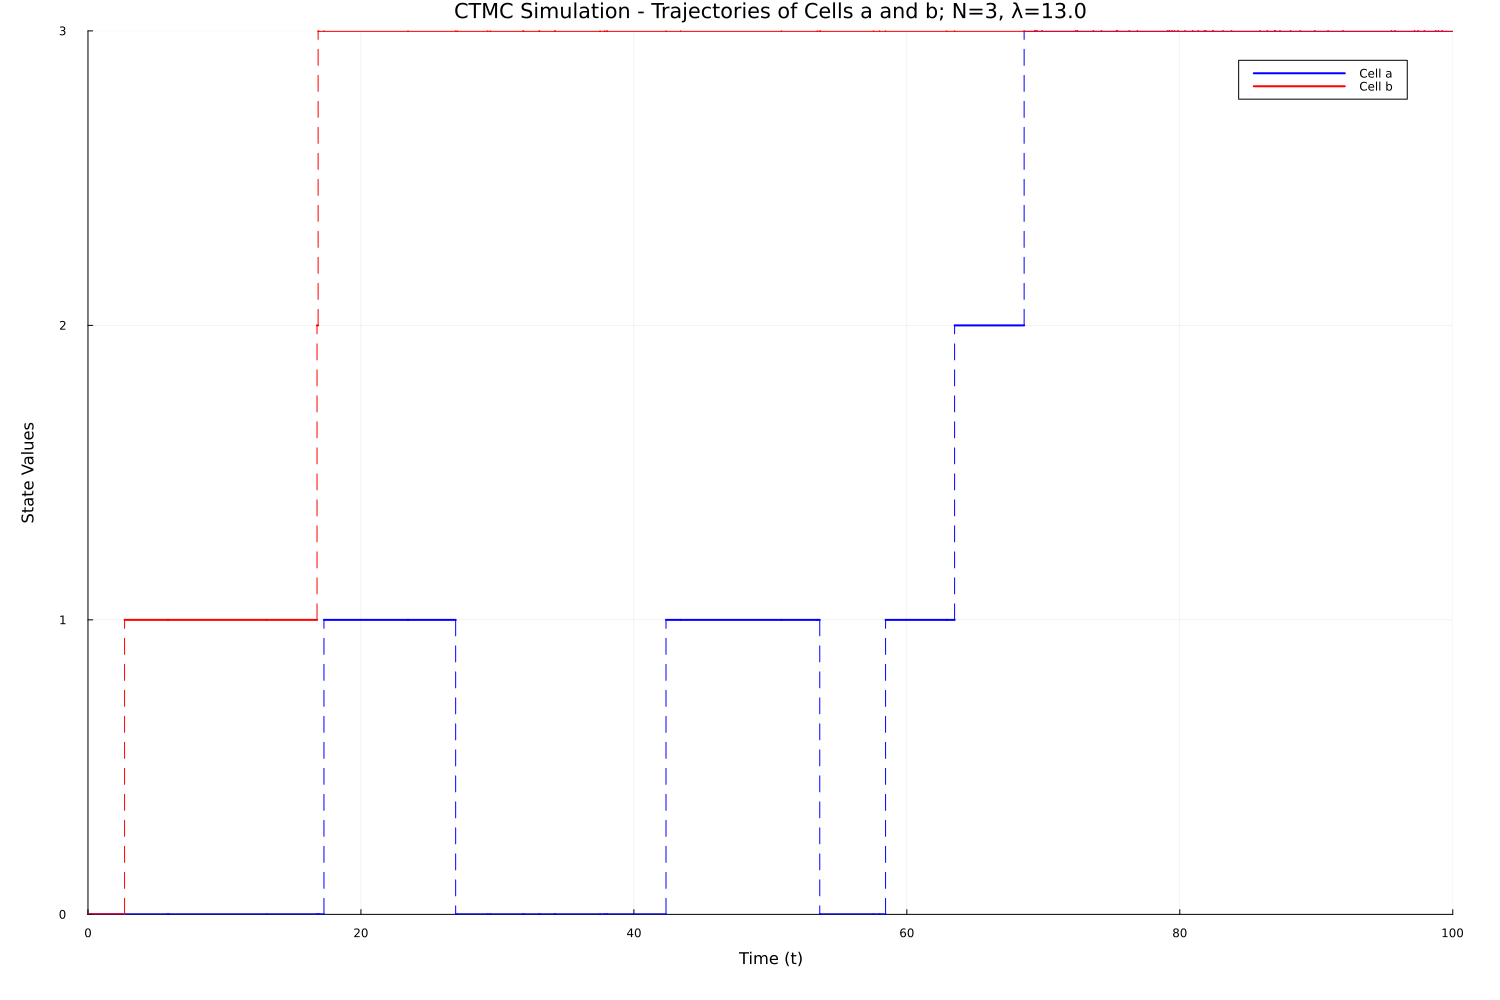 CTMC Simulation - Trajectories of Cells a and b; N=3, λ=13.0
3
Cell a
Cell b
2
State Values
1
0
0 20 40 60 80 100
Time (t)